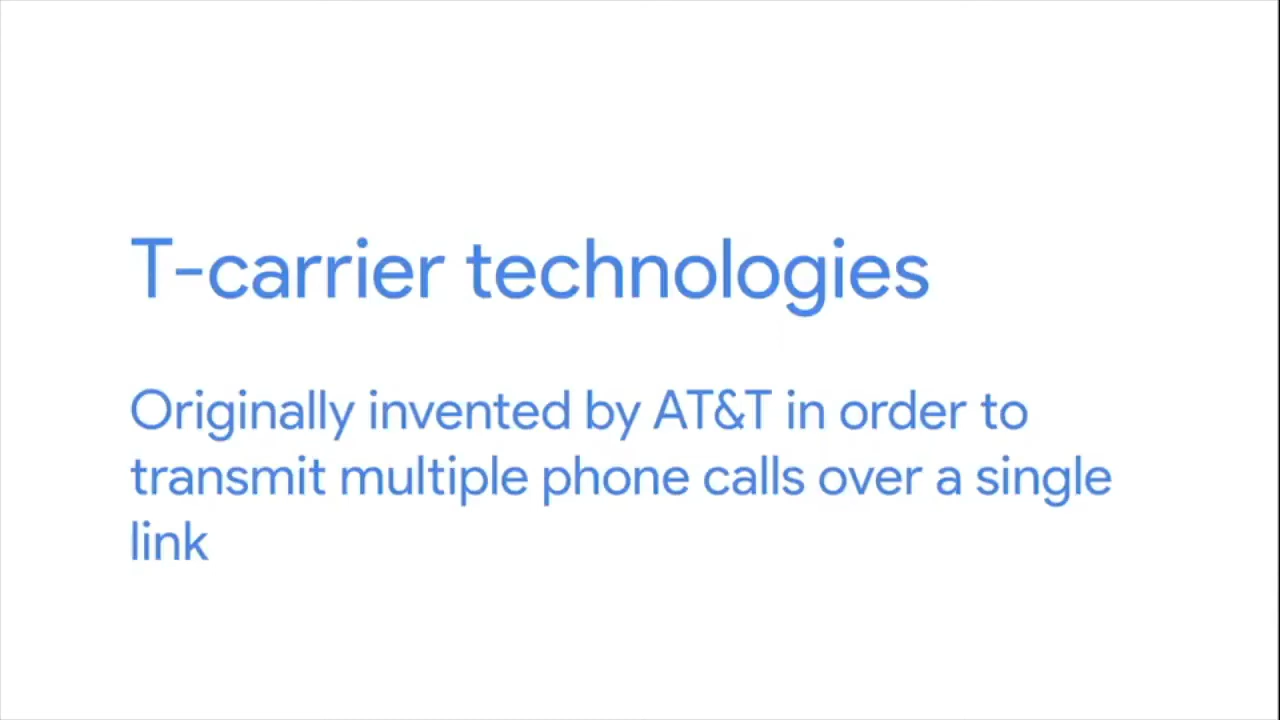 T-carrier technologies
Originally invented by AT&T in order to
transmit multiple phone calls over a single
link